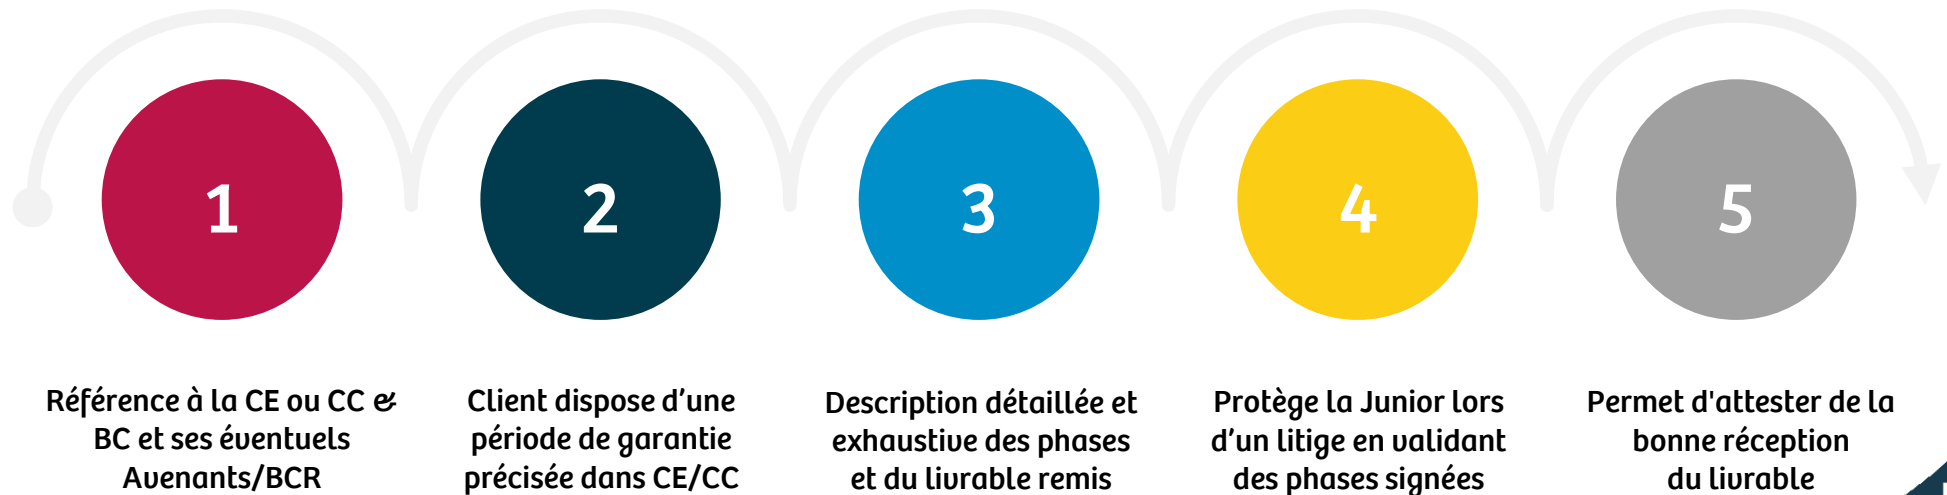 1
2
3
4
5
Référence à la CE ou CC &
BC et ses éventuels
Avenants/BCR
Client dispose d’une
période de garantie
précisée dans CE/CC
Description détaillée et
exhaustive des phases
et du livrable remis
Protège la Junior lors
d’un litige en validant
des phases signées
Permet d'attester de la
bonne réception
du livrable